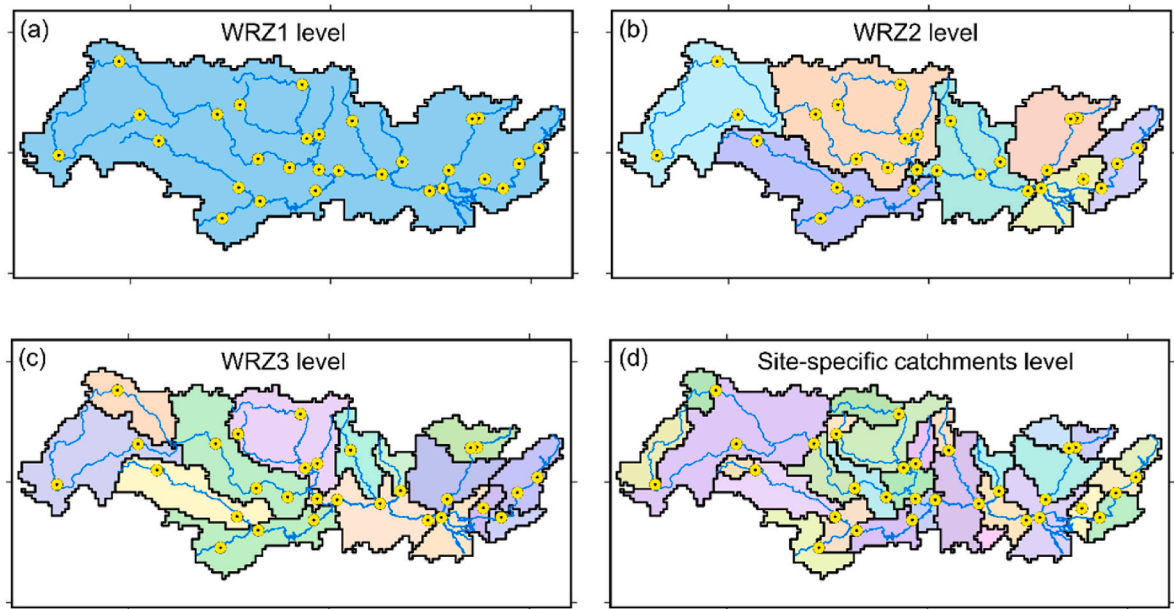 (a) WRZ1 level
(b) WRZ2 level
(c) WRZ3 level
(d) Site-specific catchments level